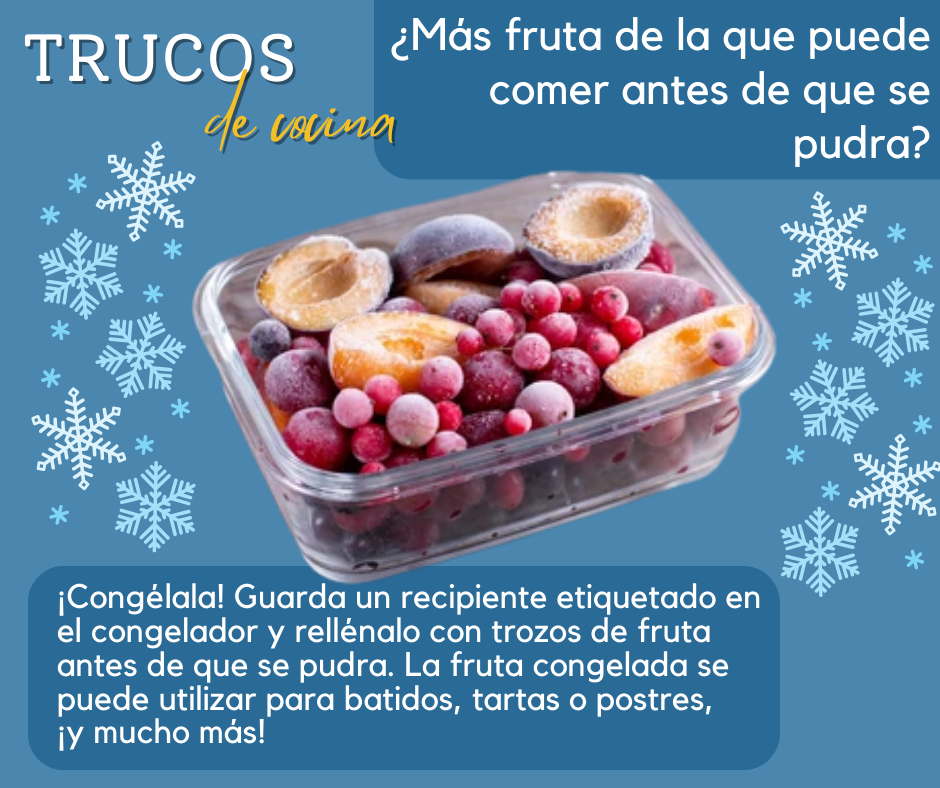 TRUCOS
de cocina
¿Más fruta de la que puede
comer antes de que se
pudra?
¡Congélala! Guarda un recipiente etiquetado en
el congelador y rellénalo con trozos de fruta
antes de que se pudra. La fruta congelada se
puede utilizar para batidos, tartas o postres,
¡y mucho más!